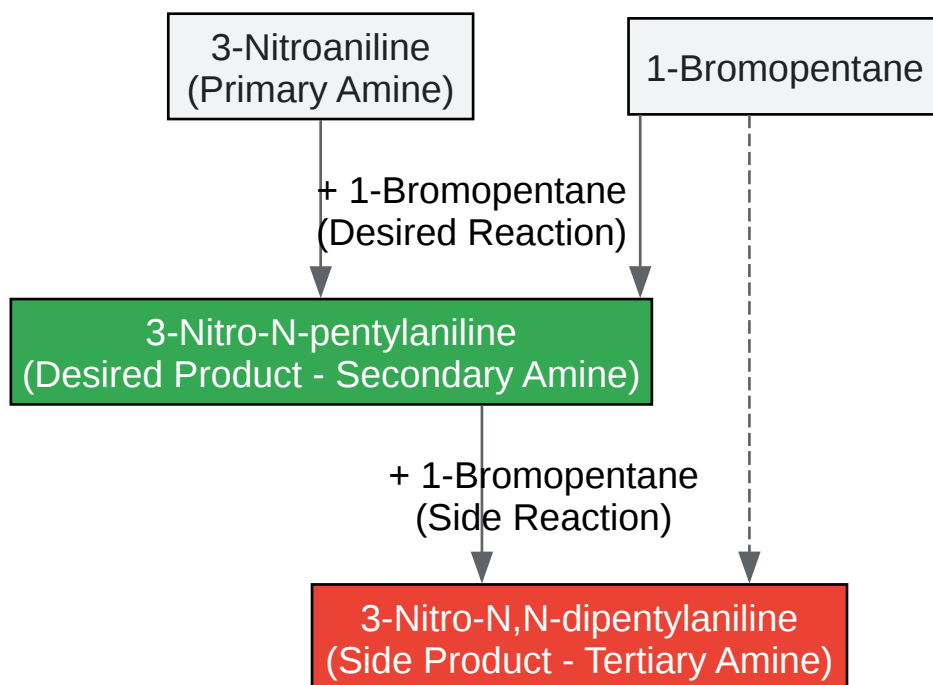 3-Nitroaniline
(Primary Amine)
1-Bromopentane
+ 1-Bromopentane
(Desired Reaction)
3-Nitro-N-pentylaniline
(Desired Product - Secondary Amine)
+ 1-Bromopentane
(Side Reaction)
3-Nitro-N,N-dipentylaniline
(Side Product - Tertiary Amine)